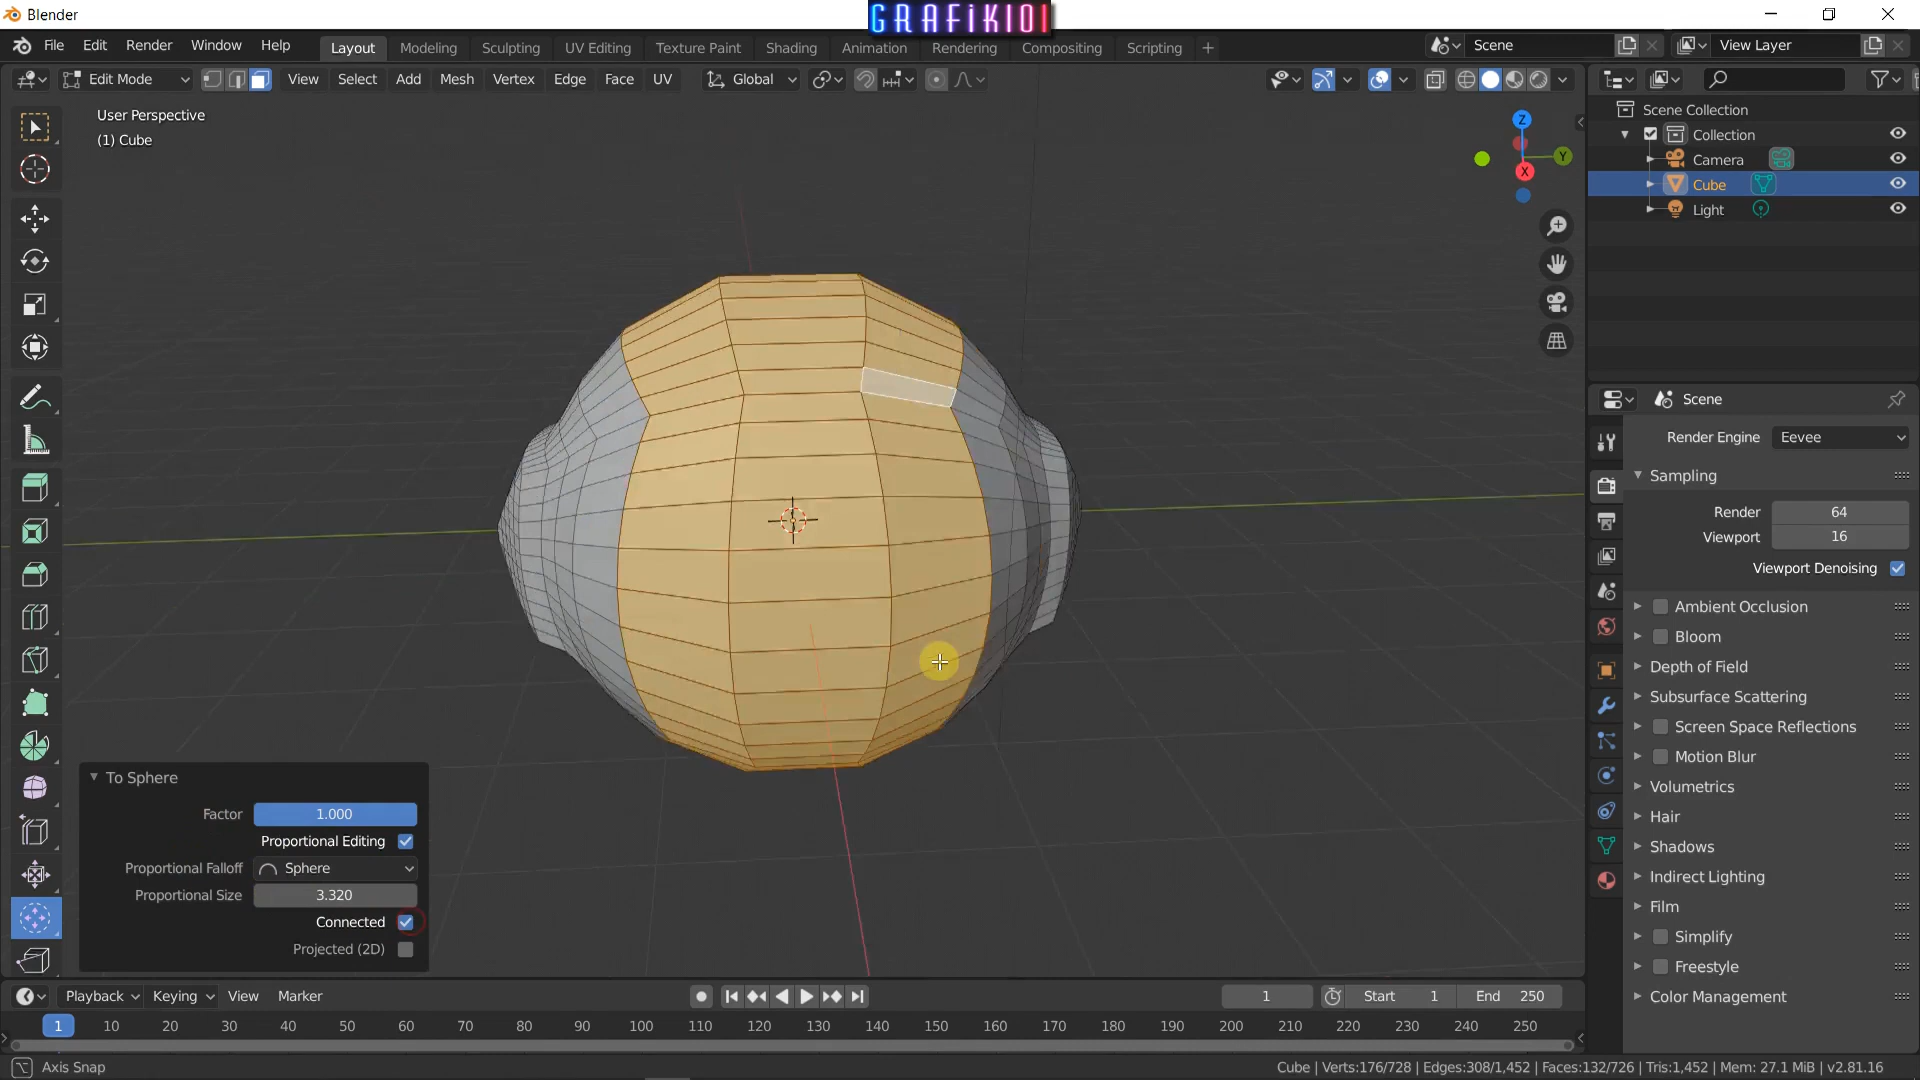 Blender
GRAFiK101
File Edit Render Window Help
Layout Modeling Sculpting UV Editing Texture Paint Shading Animation Rendering Compositing Scripting +
Scene
View Layer
Edit Mode
View Select Add Mesh Vertex Edge Face UV
Global
User Perspective
(1) Cube
Z
Y
X
Scene Collection
Collection
Camera
Cube
Light
Scene
Render Engine Eevee
Sampling
Render 64
Viewport 16
Viewport Denoising
Ambient Occlusion
Bloom
Depth of Field
Subsurface Scattering
Screen Space Reflections
Motion Blur
Volumetrics
Hair
Shadows
Indirect Lighting
Film
Simplify
Freestyle
Color Management
To Sphere
Factor 1.000
Proportional Editing
Proportional Falloff Sphere
Proportional Size 3.320
Connected
Projected (2D)
Playback Keying View Marker
1 Start 1 End 250
1 10 20 30 40 50 60 70 80 90 100 110 120 130 140 150 160 170 180 190 200 210 220 230 240 250
Axis Snap
Cube | Verts:176/728 | Edges:308/1,452 | Faces:132/726 | Tris:1,452 | Mem: 27.1 MiB | v2.81.16